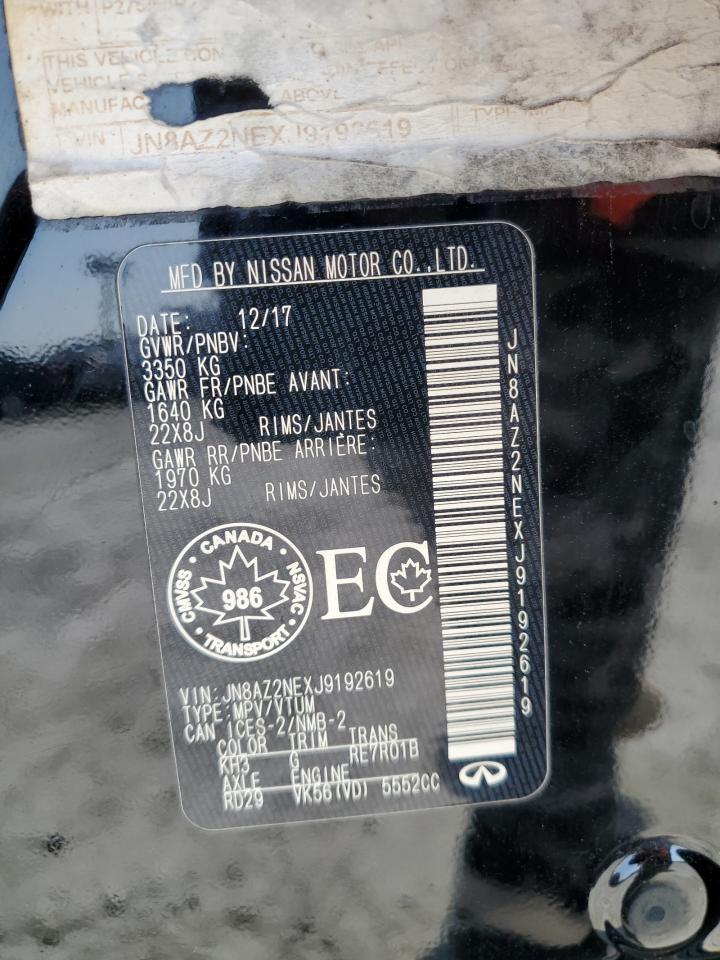 WITH
THIS VEHICLE CON
VEHICLE S
MANUFAC ABOVE
VIN: JN8AZ2NEXJ9192619
MFD BY NISSAN MOTOR CO.,LTD.
DATE: 12/17
GVWR/PNBV:
3350 KG
GAWR FR/PNBE AVANT:
1640 KG
22X8J RIMS/JANTES
GAWR RR/PNBE ARRIÈRE:
1970 KG
22X8J RIMS/JANTES
CANADA
CMVSS NSVAC
986
TRANSPORT
EC
VIN:JN8AZ2NEXJ9192619
TYPE:MPV/VTUM
CAN ICES-2/NMB-2
COLOR TRIM TRANS
KH3 G RE7R01B
AXLE ENGINE
RD29 VK56(VD) 5552CC
JN8AZ2NEXJ9192619